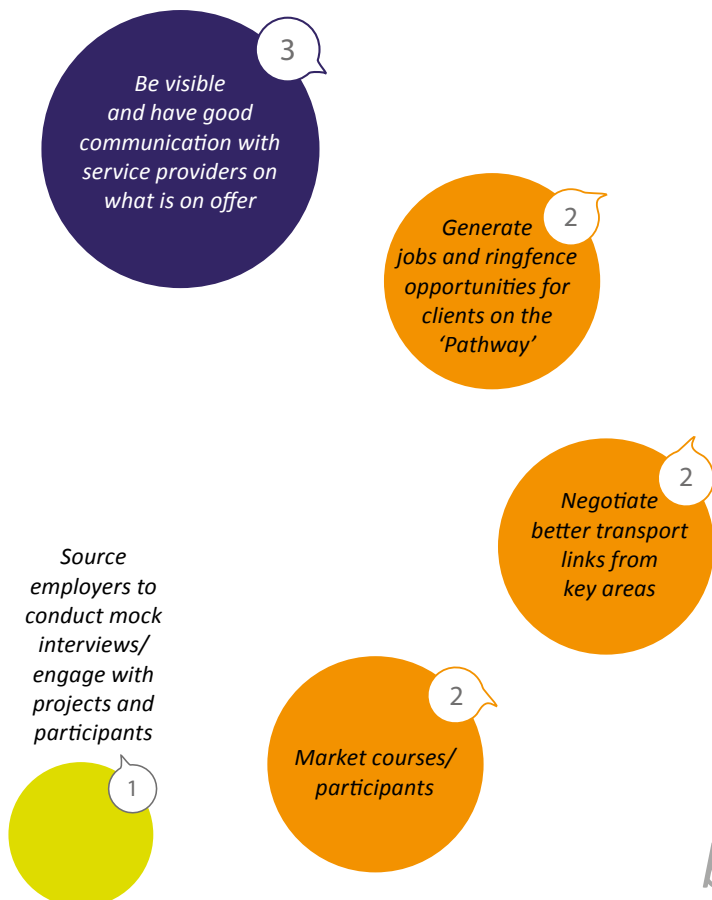 3
Be visible
and have good
communication with
service providers on
what is on offer
2
Generate
jobs and ringfence
opportunities for
clients on the
‘Pathway’
2
Negotiate
better transport
links from
key areas
Source
employers to
conduct mock
interviews/
engage with
projects and
participants
1
2
Market courses/
participants